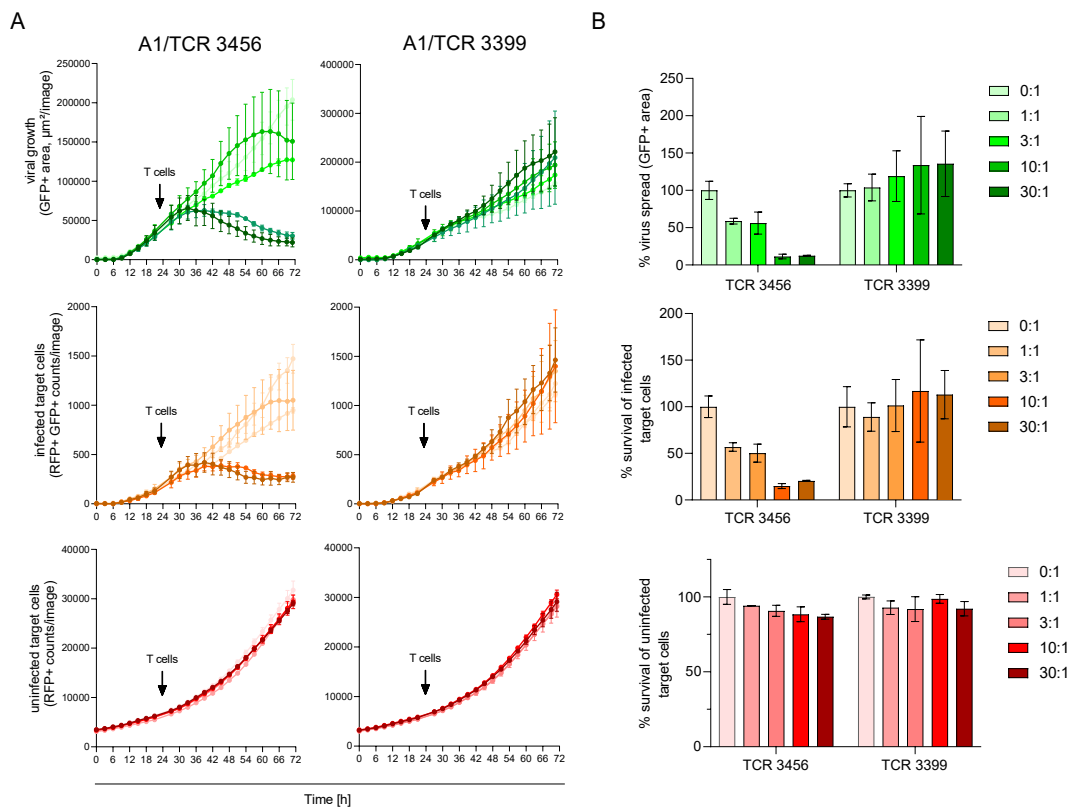 A
B
A1/TCR 3456
A1/TCR 3399
viral growth
(GFP+ area, µm²/image)
250000
200000
150000
100000
50000
0
T cells
0 6 12 18 24 30 36 42 48 54 60 66 72
400000
300000
200000
100000
0
T cells
0 6 12 18 24 30 36 42 48 54 60 66 72
infected target cells
(RFP+ GFP+ counts/image)
2000
1500
1000
500
0
T cells
0 6 12 18 24 30 36 42 48 54 60 66 72
2000
1500
1000
500
0
T cells
0 6 12 18 24 30 36 42 48 54 60 66 72
uninfected target cells
(RFP+ counts/image)
40000
30000
20000
10000
0
T cells
0 6 12 18 24 30 36 42 48 54 60 66 72
40000
30000
20000
10000
0
T cells
0 6 12 18 24 30 36 42 48 54 60 66 72
Time [h]
% virus spread (GFP+ area)
250
200
150
100
50
0
TCR 3456 TCR 3399
0:1
1:1
3:1
10:1
30:1
% survival of infected
target cells
200
150
100
50
0
TCR 3456 TCR 3399
0:1
1:1
3:1
10:1
30:1
% survival of uninfected
target cells
100
50
0
TCR 3456 TCR 3399
0:1
1:1
3:1
10:1
30:1